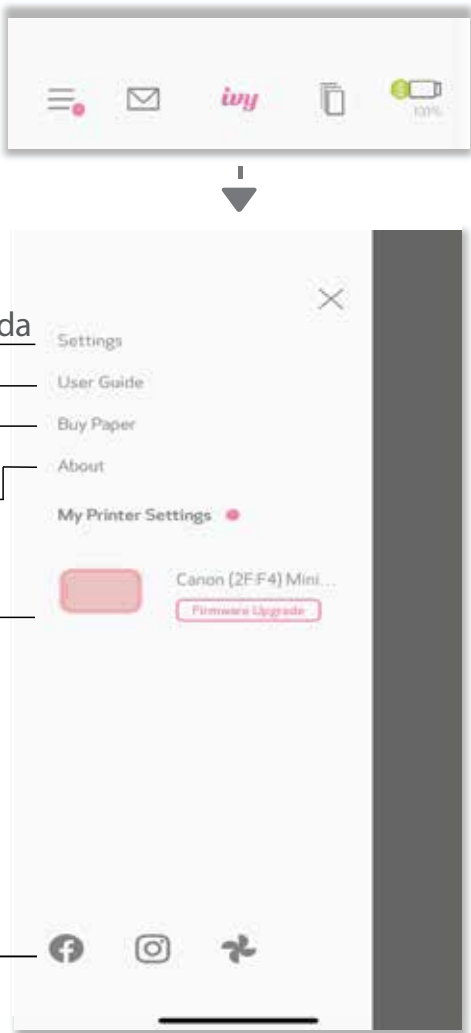 ivy
100%
da
Settings
User Guide
Buy Paper
About
My Printer Settings
Canon (2F:F4) Mini...
Firmware Upgrade